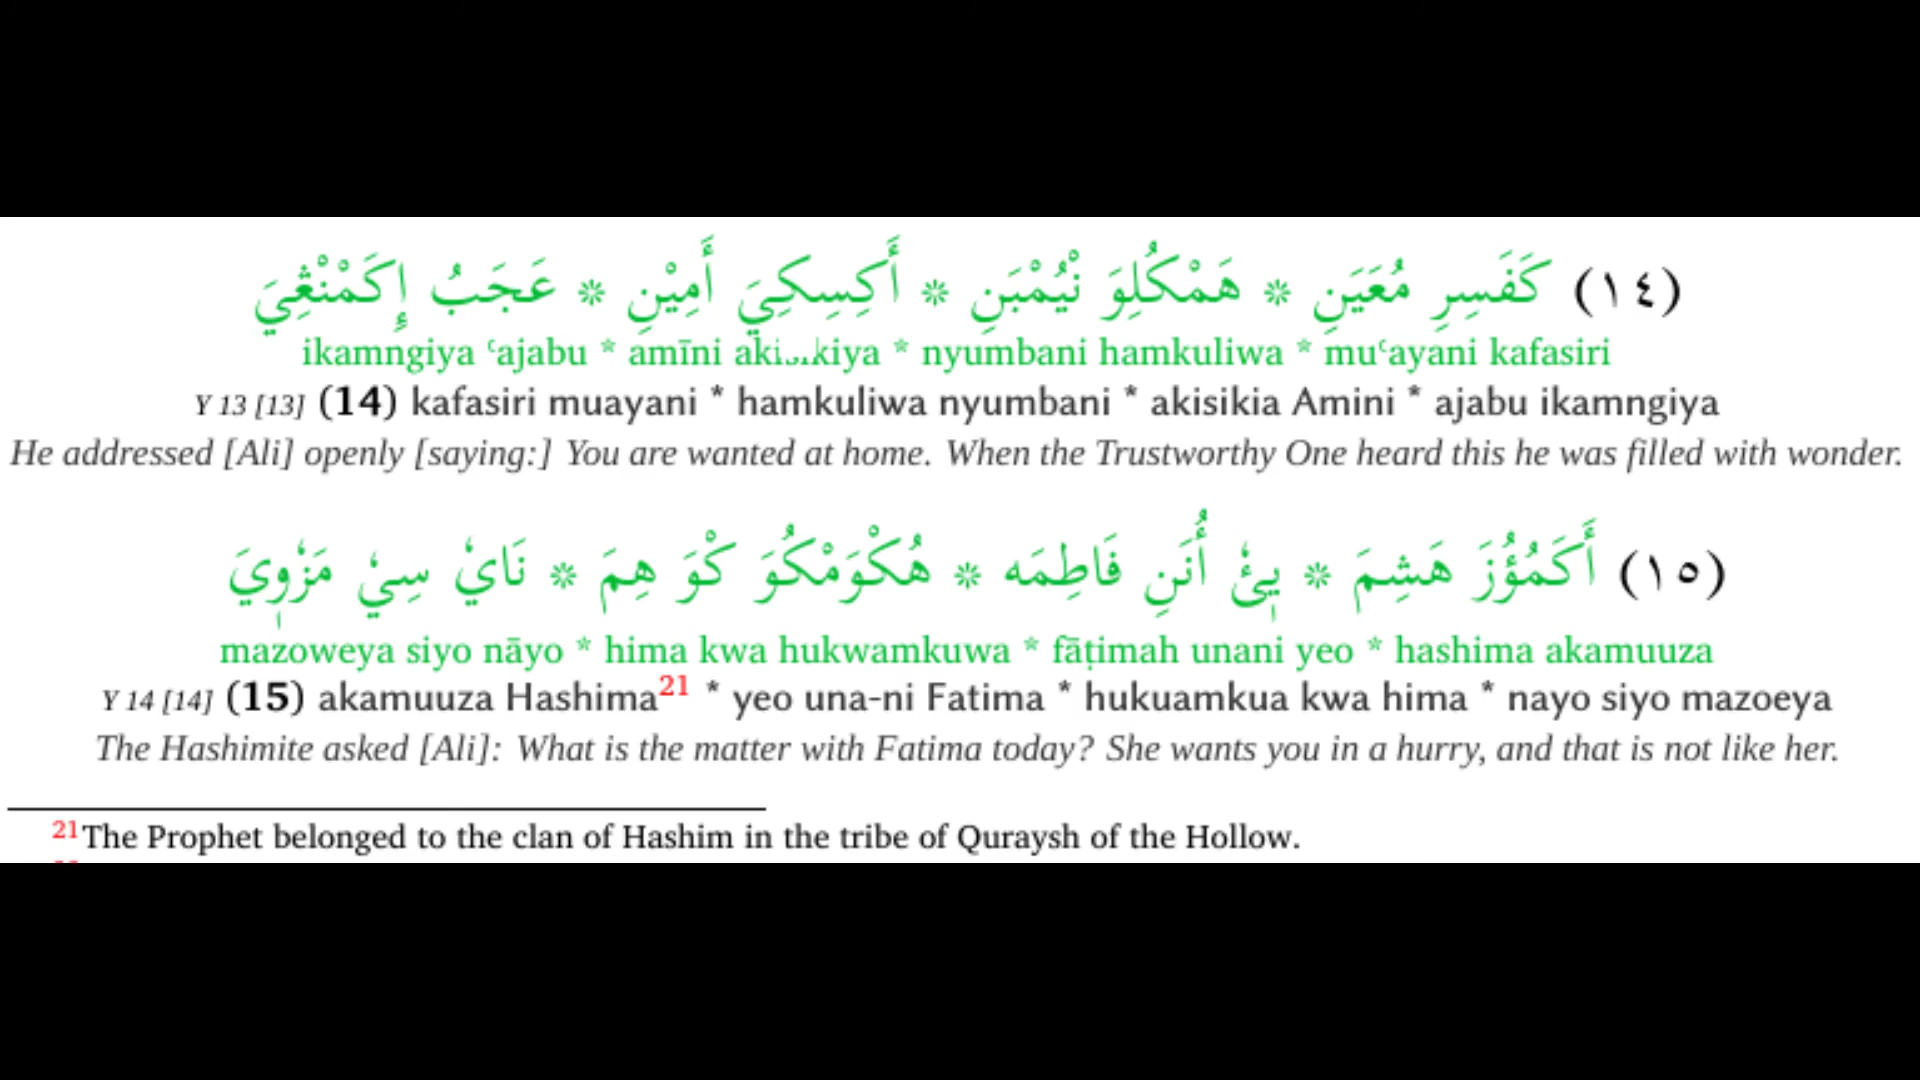 (١٤) كَفَسِرِ مُعَيَنِ * هَمْكُلِوَ نْيُمْبَنِ * أَكِسِكِيَ أَمِيْنِ * عَجَبُ إِكَمْنْغِيَ
ikamngiya ʿajabu * amīni * nyumbani hamkuliwa * muʿayani kafasiri
Y 13 [13] (14) kafasiri muayani * hamkuliwa nyumbani * akisikia Amini * ajabu ikamngiya
He addressed [Ali] openly [saying:] You are wanted at home. When the Trustworthy One heard this he was filled with wonder.
(١٥) أَكَمُؤُزَ هَشِمَ * يٖؤٗ أُنَنِ فَاطِمَه * هُكْوَمْكُوَ كْوَ هِمَ * نَايٗ سِيٗ مَزٗوٖيَ
mazoweya siyo nāyo * hima kwa hukwamkuwa * fāṭimah unani yeo * hashima akamuuza
Y 14 [14] (15) akamuuza Hashima21 * yeo una-ni Fatima * hukuamkua kwa hima * nayo siyo mazoeya
The Hashimite asked [Ali]: What is the matter with Fatima today? She wants you in a hurry, and that is not like her.
21The Prophet belonged to the clan of Hashim in the tribe of Quraysh of the Hollow.